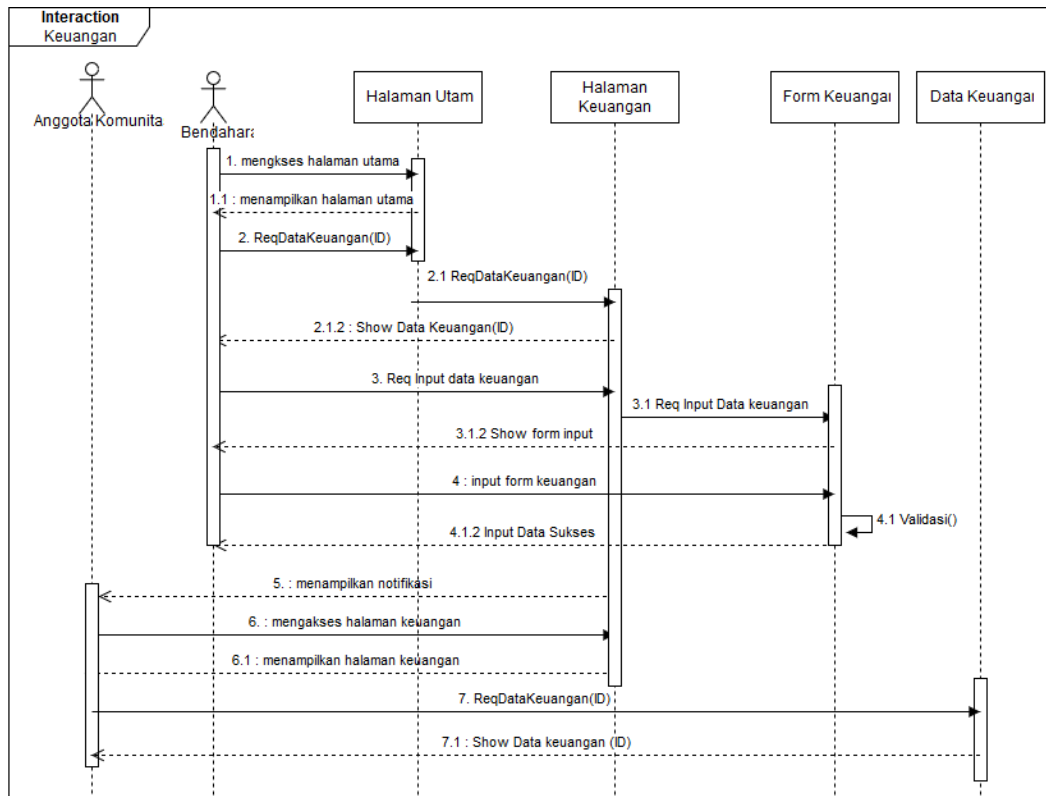 Interaction
Keuangan
Anggota Komunita
Bendahara
Halaman Utam
Halaman
Keuangan
Form Keuangan
Data Keuangan
1. mengkses halaman utama
1.1 : menampilkan halaman utama
2. ReqDataKeuangan(ID)
2.1 ReqDataKeuangan(ID)
2.1.2 : Show Data Keuangan(ID)
3. Req Input data keuangan
3.1 Req Input Data keuangan
3.1.2 Show form input
4 : input form keuangan
4.1 Validasi()
4.1.2 Input Data Sukses
5. : menampilkan notifikasi
6. : mengakses halaman keuangan
6.1 : menampilkan halaman keuangan
7. ReqDataKeuangan(ID)
7.1 : Show Data keuangan (ID)